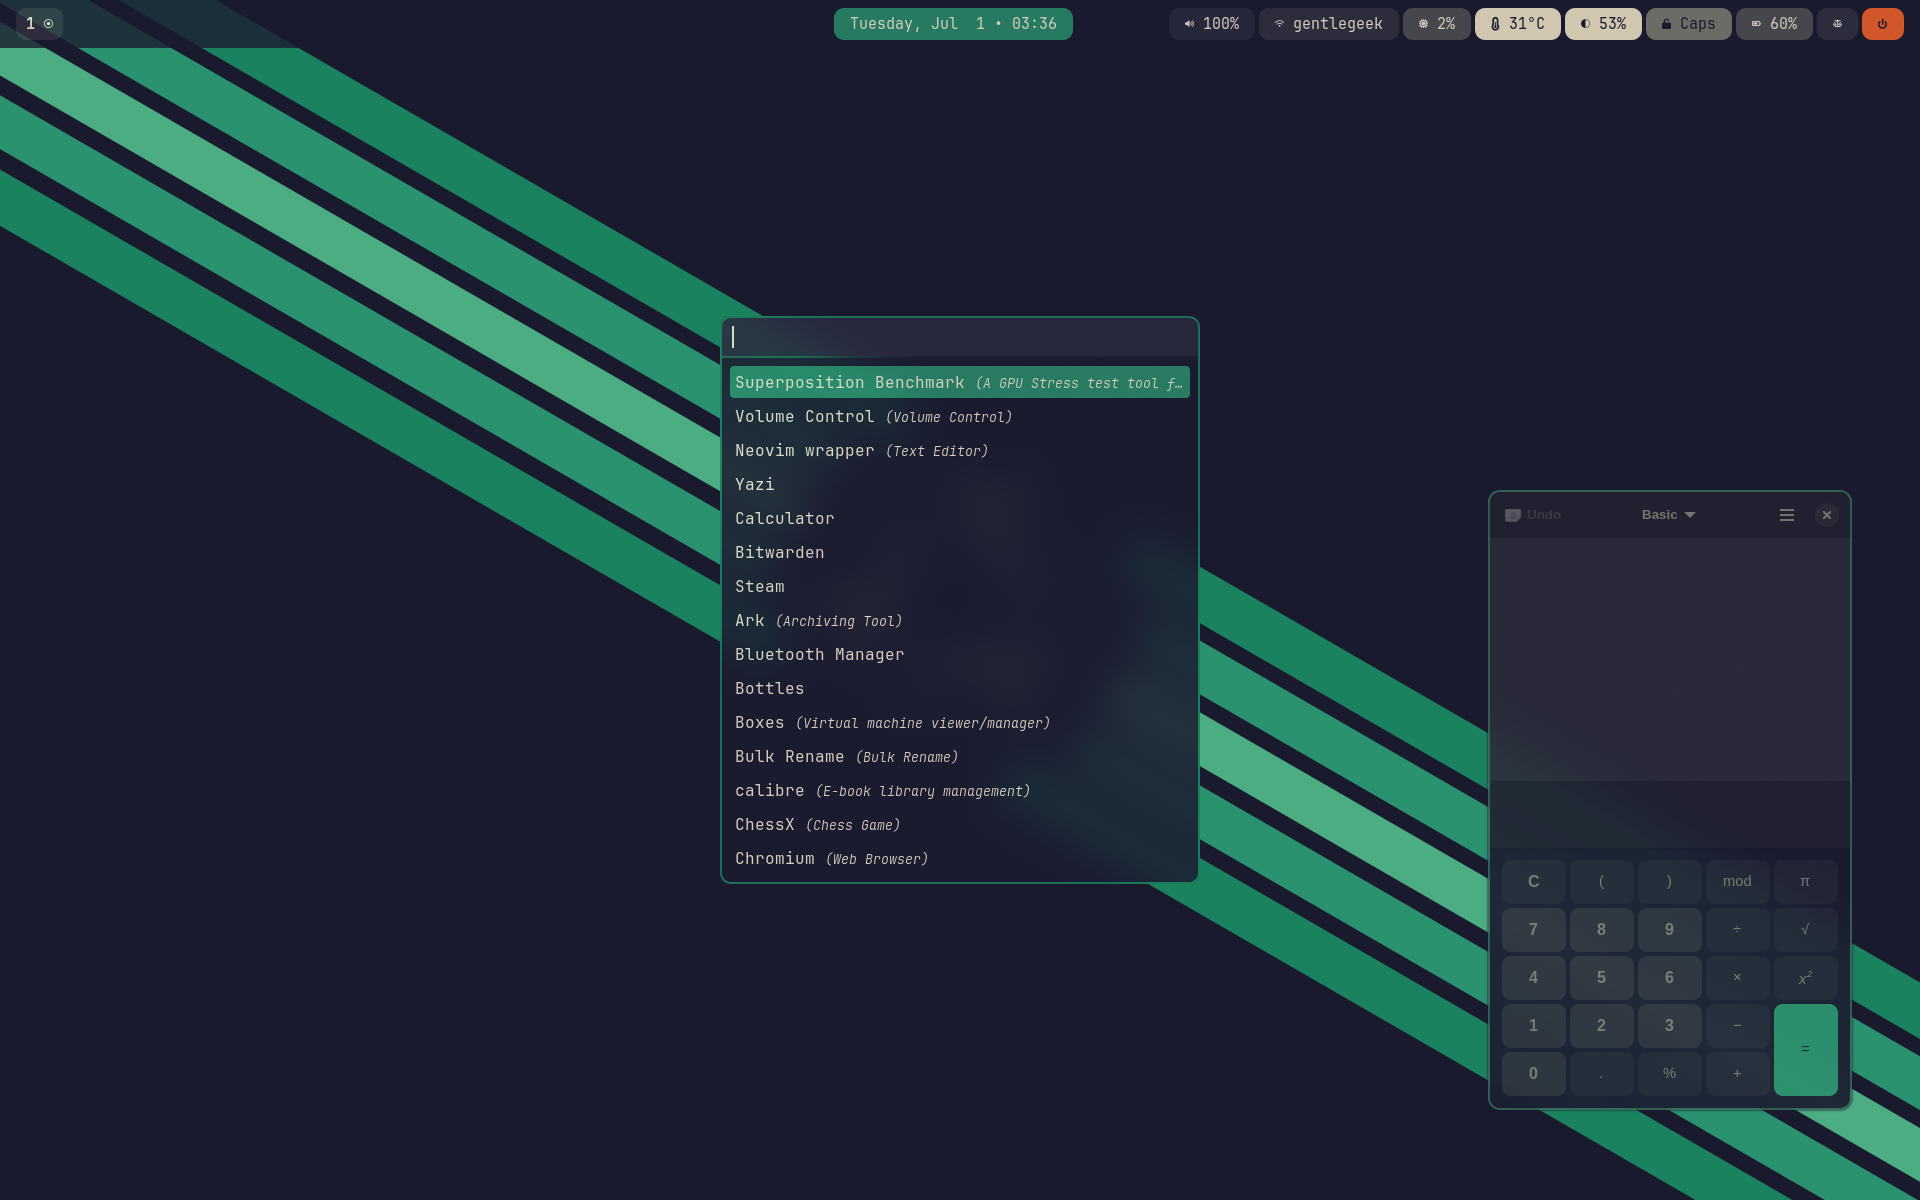 1
Tuesday, Jul  1 • 03:36
100%
gentlegeek
2%
31°C
53%
Caps
60%
Superposition Benchmark (A GPU Stress test tool f…
Volume Control (Volume Control)
Neovim wrapper (Text Editor)
Yazi
Calculator
Bitwarden
Steam
Ark (Archiving Tool)
Bluetooth Manager
Bottles
Boxes (Virtual machine viewer/manager)
Bulk Rename (Bulk Rename)
calibre (E-book library management)
ChessX (Chess Game)
Chromium (Web Browser)
Undo
Basic
C ( ) mod π
7 8 9 ÷ √
4 5 6 × x²
1 2 3 −
=
0 . % +